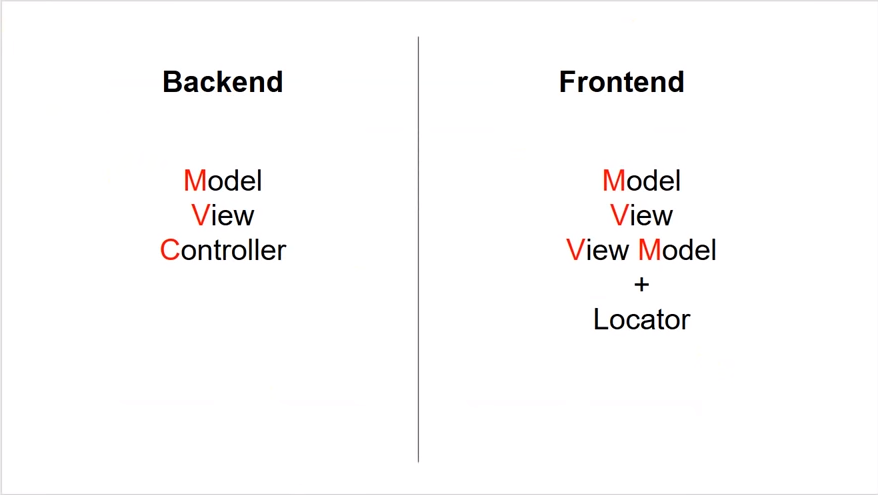 Backend
Model
View
Controller
Frontend
Model
View
View Model
+
Locator